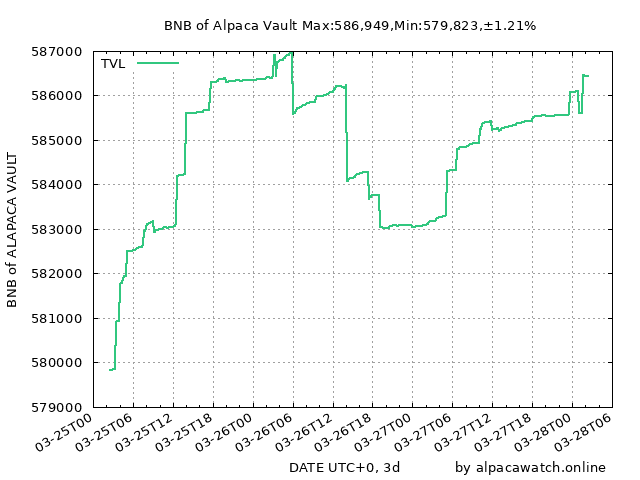 BNB of Alpaca Vault Max:586,949,Min:579,823,±1.21%
TVL
BNB of ALAPACA VAULT
587000
586000
585000
584000
583000
582000
581000
580000
579000
03-25T00
03-25T06
03-25T12
03-25T18
03-26T00
03-26T06
03-26T12
03-26T18
03-27T00
03-27T06
03-27T12
03-27T18
03-28T00
03-28T06
DATE UTC+0, 3d
by alpacawatch.online